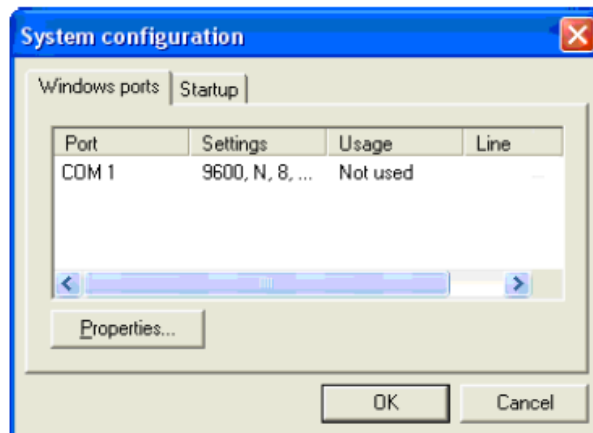 System configuration
Windows ports Startup
Port Settings Usage Line
COM 1 9600, N, 8, ... Not used
Properties...
OK Cancel